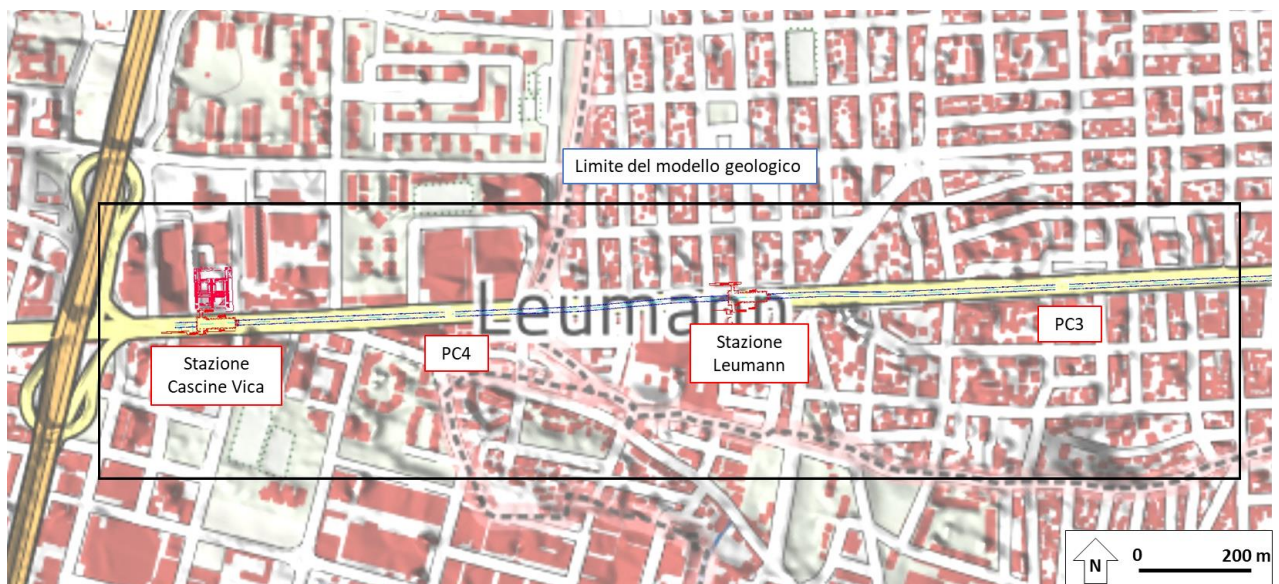 Limite del modello geologico
Leumann
Stazione
Cascine Vica
PC4
Stazione
Leumann
PC3
N
0
200 m